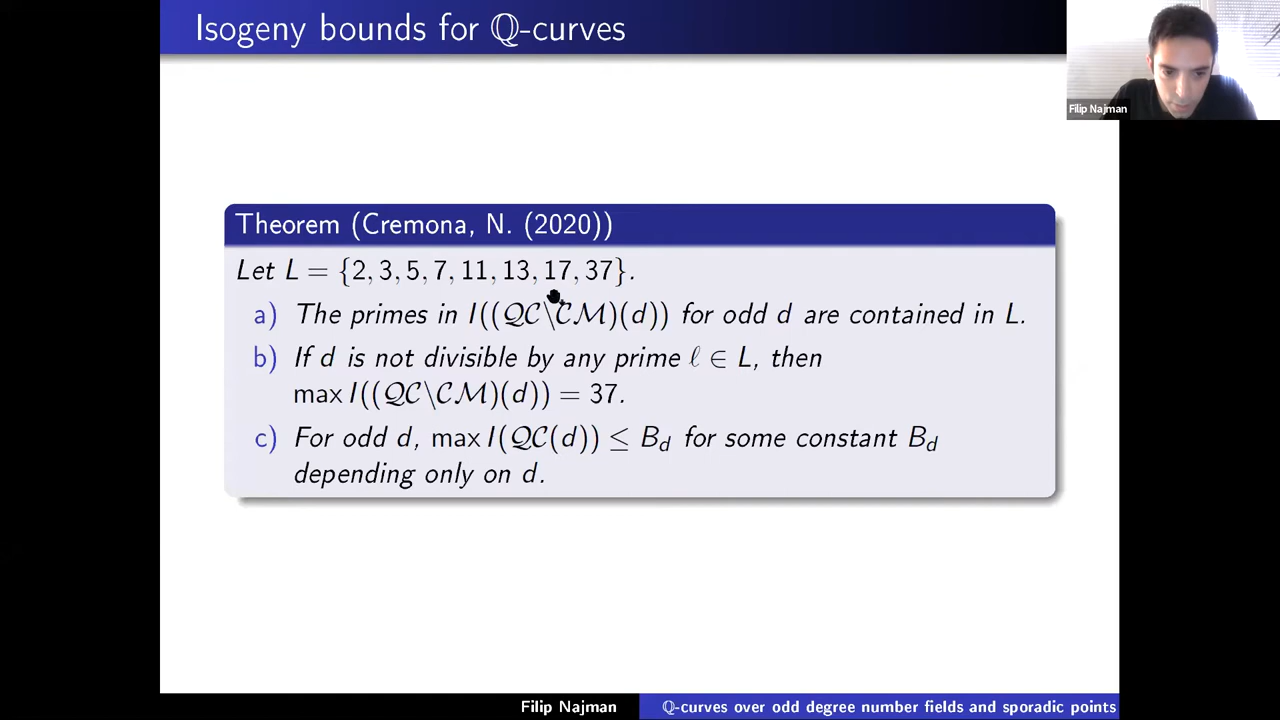 Isogeny bounds for ℚ-curves
Filip Najman
Theorem (Cremona, N. (2020))
Let L = {2, 3, 5, 7, 11, 13, 17, 37}.
a) The primes in I((𝒬𝒞\𝒞ℳ)(d)) for odd d are contained in L.
b) If d is not divisible by any prime ℓ ∈ L, then
max I((𝒬𝒞\𝒞ℳ)(d)) = 37.
c) For odd d, max I(𝒬𝒞(d)) ≤ B_d for some constant B_d
depending only on d.
Filip Najman
ℚ-curves over odd degree number fields and sporadic points